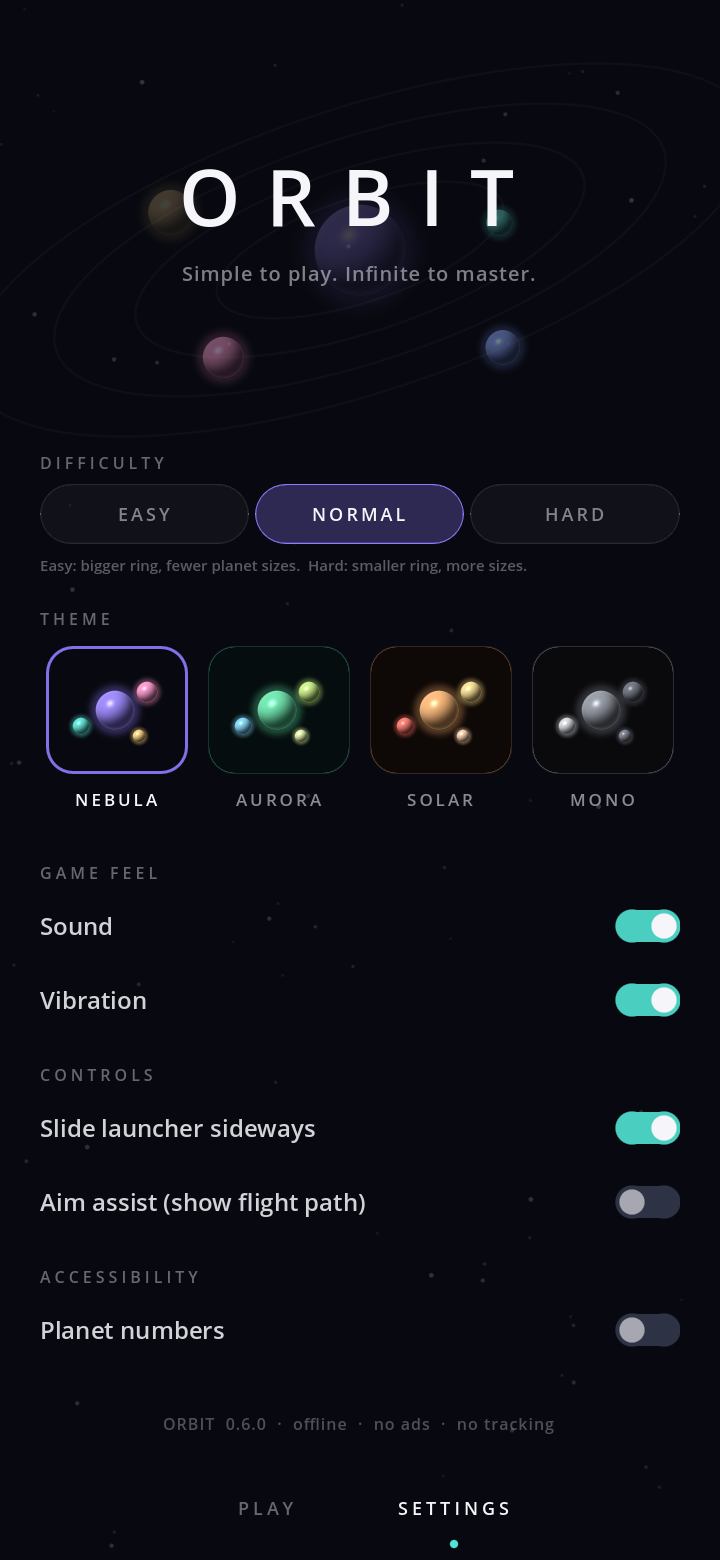 ORBIT
Simple to play. Infinite to master.
DIFFICULTY
EASY NORMAL HARD
Easy: bigger ring, fewer planet sizes. Hard: smaller ring, more sizes.
THEME
NEBULA AURORA SOLAR MONO
GAME FEEL
Sound
Vibration
CONTROLS
Slide launcher sideways
Aim assist (show flight path)
ACCESSIBILITY
Planet numbers
ORBIT 0.6.0 · offline · no ads · no tracking
PLAY SETTINGS